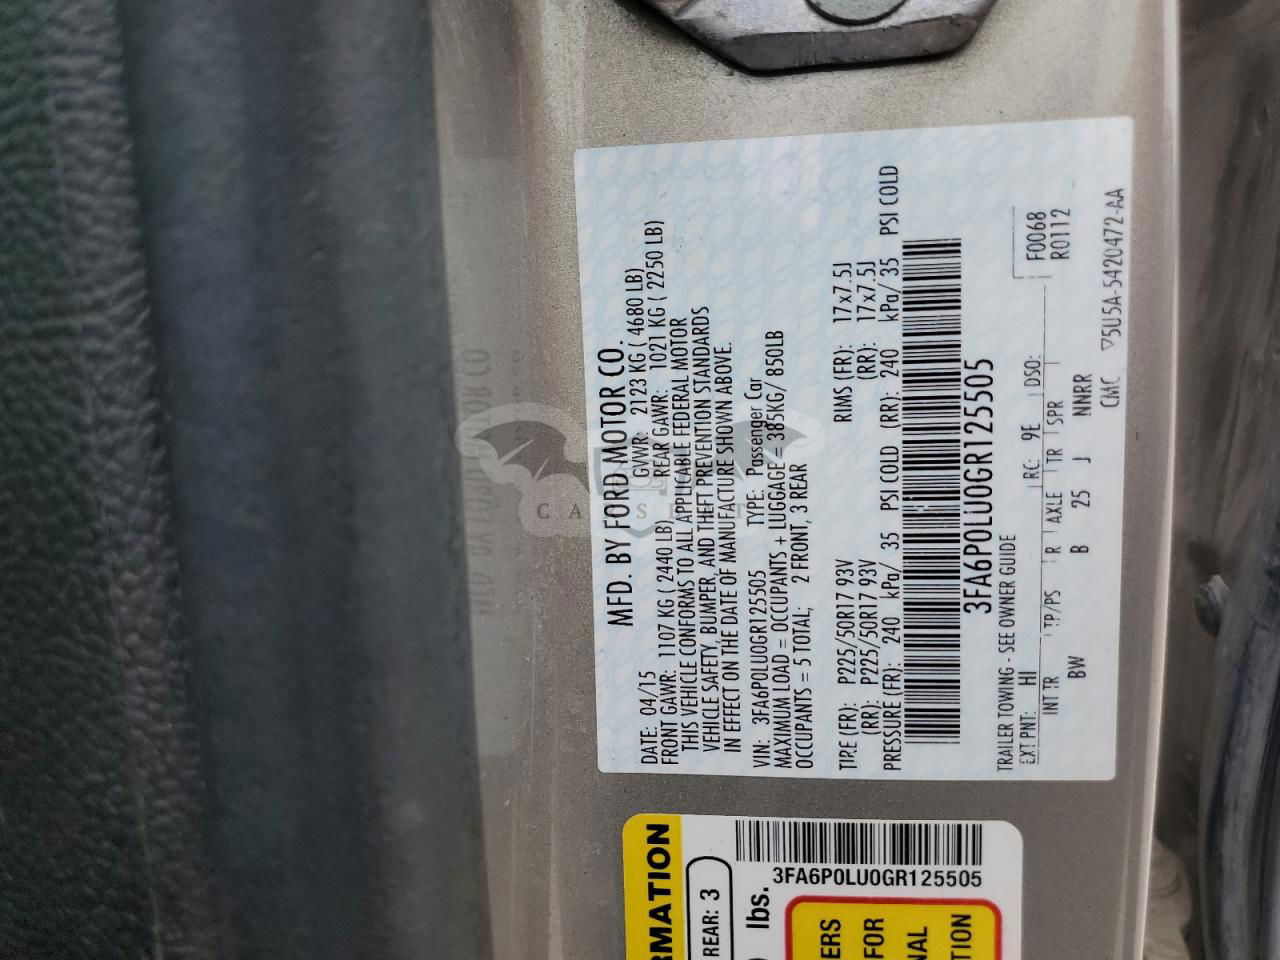 MFD. BY FORD MOTOR CO.
DATE: 04/15 GVWR: 2123 KG ( 4680 LB)
FRONT GAWR: 1107 KG ( 2440 LB) REAR GAWR: 1021 KG ( 2250 LB)
THIS VEHICLE CONFORMS TO ALL APPLICABLE FEDERAL MOTOR
VEHICLE SAFETY, BUMPER, AND THEFT PREVENTION STANDARDS
IN EFFECT ON THE DATE OF MANUFACTURE SHOWN ABOVE.
VIN: 3FA6P0LU0GR125505 TYPE: Passenger Car
MAXIMUM LOAD = OCCUPANTS + LUGGAGE = 385KG/ 850LB
OCCUPANTS = 5 TOTAL; 2 FRONT, 3 REAR
TIRE (FR): P225/50R17 93V RIMS (FR): 17x7.5J
(RR): P225/50R17 93V (RR): 17x7.5J
PRESSURE (FR): 240 kPa/ 35 PSI COLD (RR): 240 kPa/ 35 PSI COLD
3FA6P0LU0GR125505
TRAILER TOWING - SEE OWNER GUIDE
F0068
EXT PNT: HI RC: 9E DSO: R0112
INT TR TP/PS R AXLE TR SPR
BW B 25 J NNRR
CMC ▽5U5A-5420472-AA
RMATION
REAR: 3
lbs.
3FA6P0LU0GR125505
ERS
FOR
NAL
TION